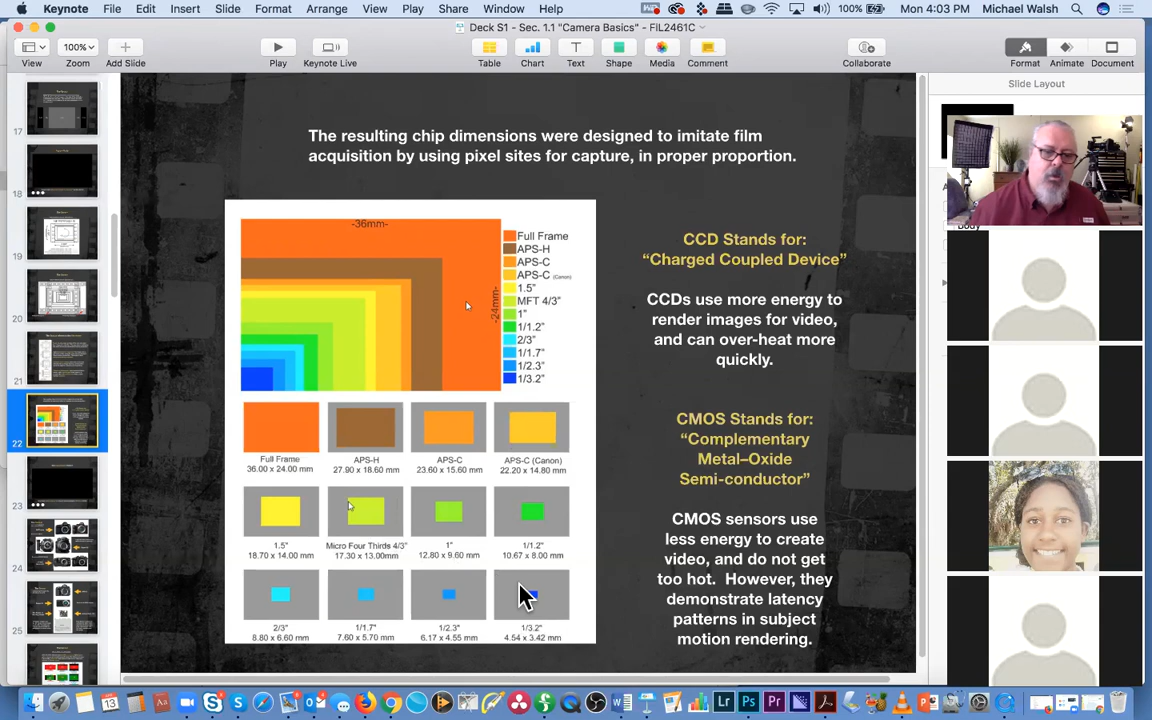 Keynote File Edit Insert Slide Format Arrange View Play Share Window Help 100% Mon 4:03 PM Michael Walsh
Deck S1 - Sec. 1.1 "Camera Basics" - FIL2461C
100%
View Zoom Add Slide Play Keynote Live Table Chart Text Shape Media Comment Collaborate Format Animate Document
Slide Layout
Body
17
18
19
20
21
22
23
24
25
The resulting chip dimensions were designed to imitate film
acquisition by using pixel sites for capture, in proper proportion.
-36mm-
-24mm-
Full Frame
APS-H
APS-C
APS-C (Canon)
1.5"
MFT 4/3"
1"
1/1.2"
2/3"
1/1.7"
1/2.3"
1/3.2"
Full Frame
36.00 x 24.00 mm
APS-H
27.90 x 18.60 mm
APS-C
23.60 x 15.60 mm
APS-C (Canon)
22.20 x 14.80 mm
1.5"
18.70 x 14.00 mm
Micro Four Thirds 4/3"
17.30 x 13.00mm
1"
12.80 x 9.60 mm
1/1.2"
10.67 x 8.00 mm
2/3"
8.80 x 6.60 mm
1/1.7"
7.60 x 5.70 mm
1/2.3"
6.17 x 4.55 mm
1/3.2"
4.54 x 3.42 mm
CCD Stands for:
“Charged Coupled Device”
CCDs use more energy to
render images for video,
and can over-heat more
quickly.
CMOS Stands for:
“Complementary
Metal–Oxide
Semi-conductor”
CMOS sensors use
less energy to create
video, and do not get
too hot. However, they
demonstrate latency
patterns in subject
motion rendering.
13
Aa
Lr
Ps
Pr